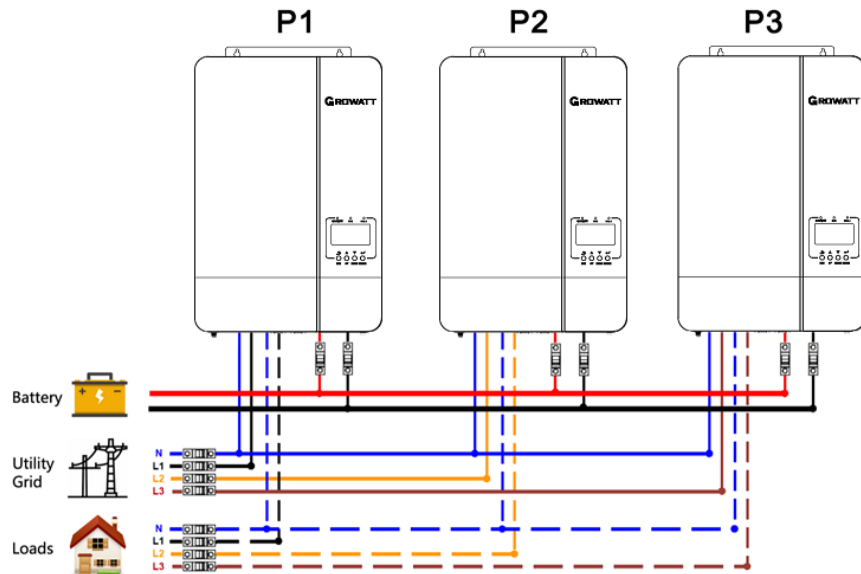 P1 P2 P3
GROWATT GROWATT GROWATT
Battery
+ −
Utility
Grid
N
L1
L2
L3
Loads
N
L1
L2
L3